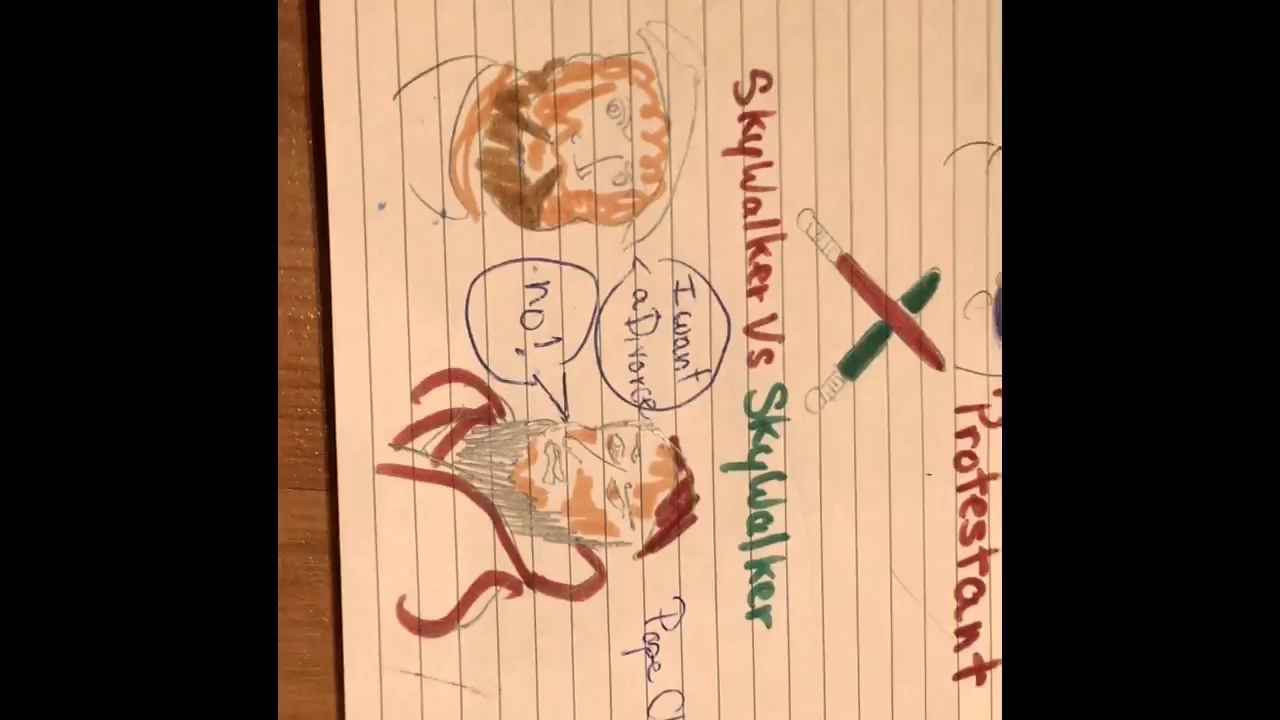 Protestant
Skywalker Vs Skywalker
I want
a Divorce
no!
Pope